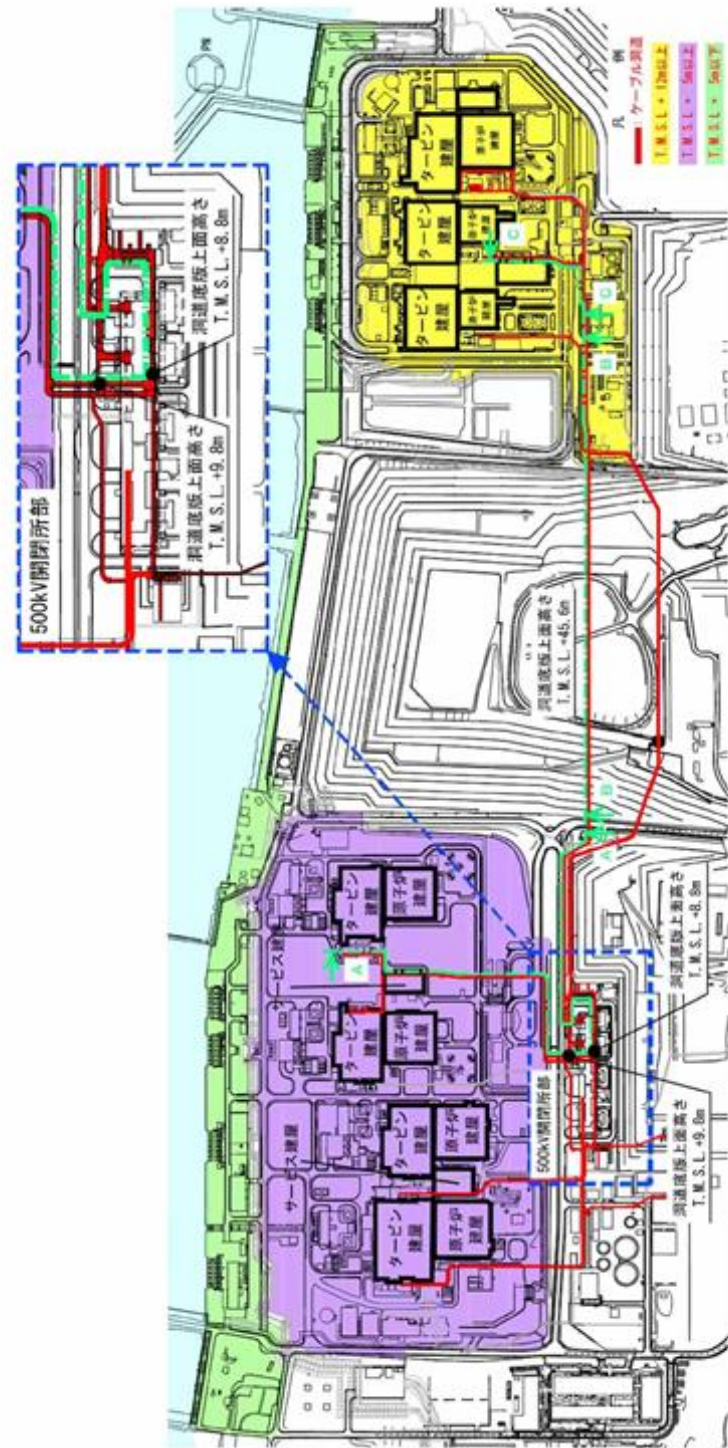 凡 例
ケーブル洞道
T.M.S.L.+ 12m以上
T.M.S.L.+ 5m以上
T.M.S.L.+ 5m以下
PN
500kV開閉所部
洞道底版上面高さ
T.M.S.L.+9.8m
洞道底版上面高さ
T.M.S.L.+8.8m
タービン
建屋
原子炉
建屋
タービン
建屋
原子炉
建屋
サービス建屋
タービン
建屋
原子炉
建屋
タービン
建屋
原子炉
建屋
サービス建屋
A
500kV開閉所部
洞道底版上面高さ
T.M.S.L.+9.8m
洞道底版上面高さ
T.M.S.L.+8.8m
A
B
洞道底版上面高さ
T.M.S.L.+45.6m
タービン
建屋
原子炉
建屋
タービン
建屋
原子炉
建屋
タービン
建屋
原子炉
建屋
C
B
C